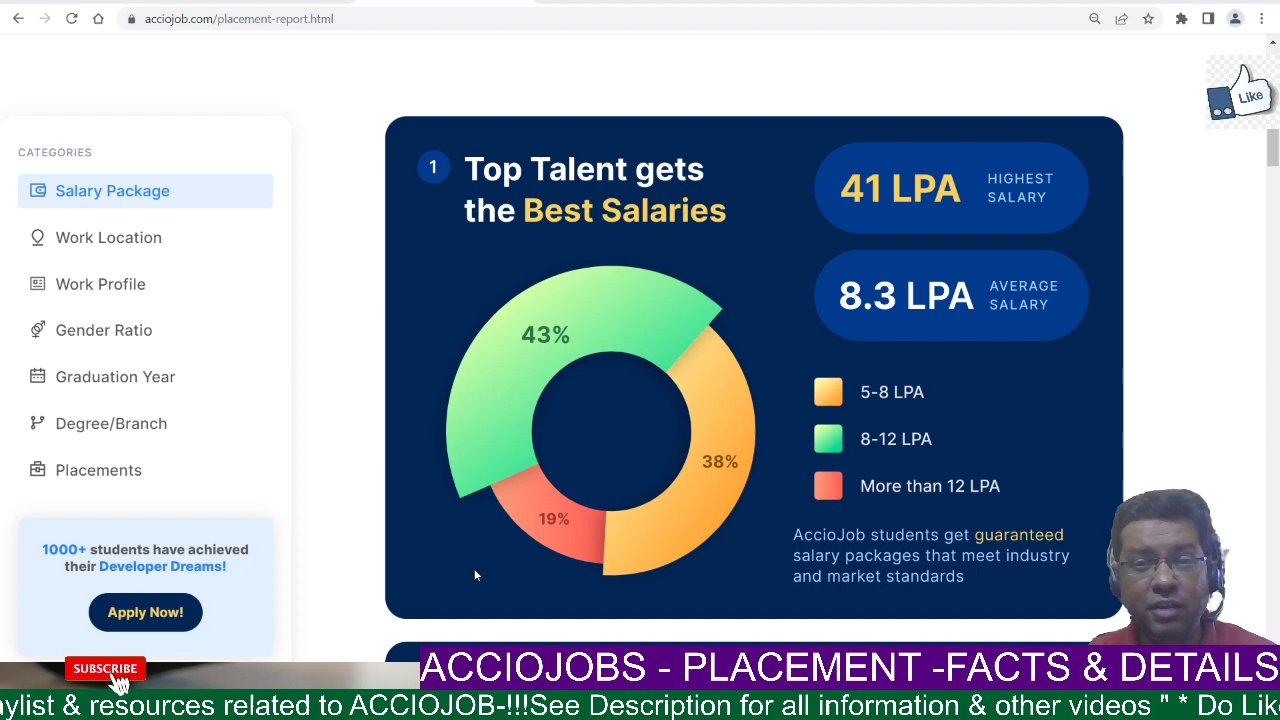 acciojob.com/placement-report.html
Like
CATEGORIES
Salary Package
Work Location
Work Profile
Gender Ratio
Graduation Year
Degree/Branch
Placements
1000+ students have achieved
their Developer Dreams!
Apply Now!
1
Top Talent gets
the Best Salaries
41 LPA
HIGHEST
SALARY
8.3 LPA
AVERAGE
SALARY
43%
38%
19%
5-8 LPA
8-12 LPA
More than 12 LPA
AccioJob students get guaranteed
salary packages that meet industry
and market standards
SUBSCRIBE
ACCIOJOBS - PLACEMENT -FACTS & DETAILS
aylist & resources related to ACCIOJOB-!!!See Description for all information & other videos " * Do Lik